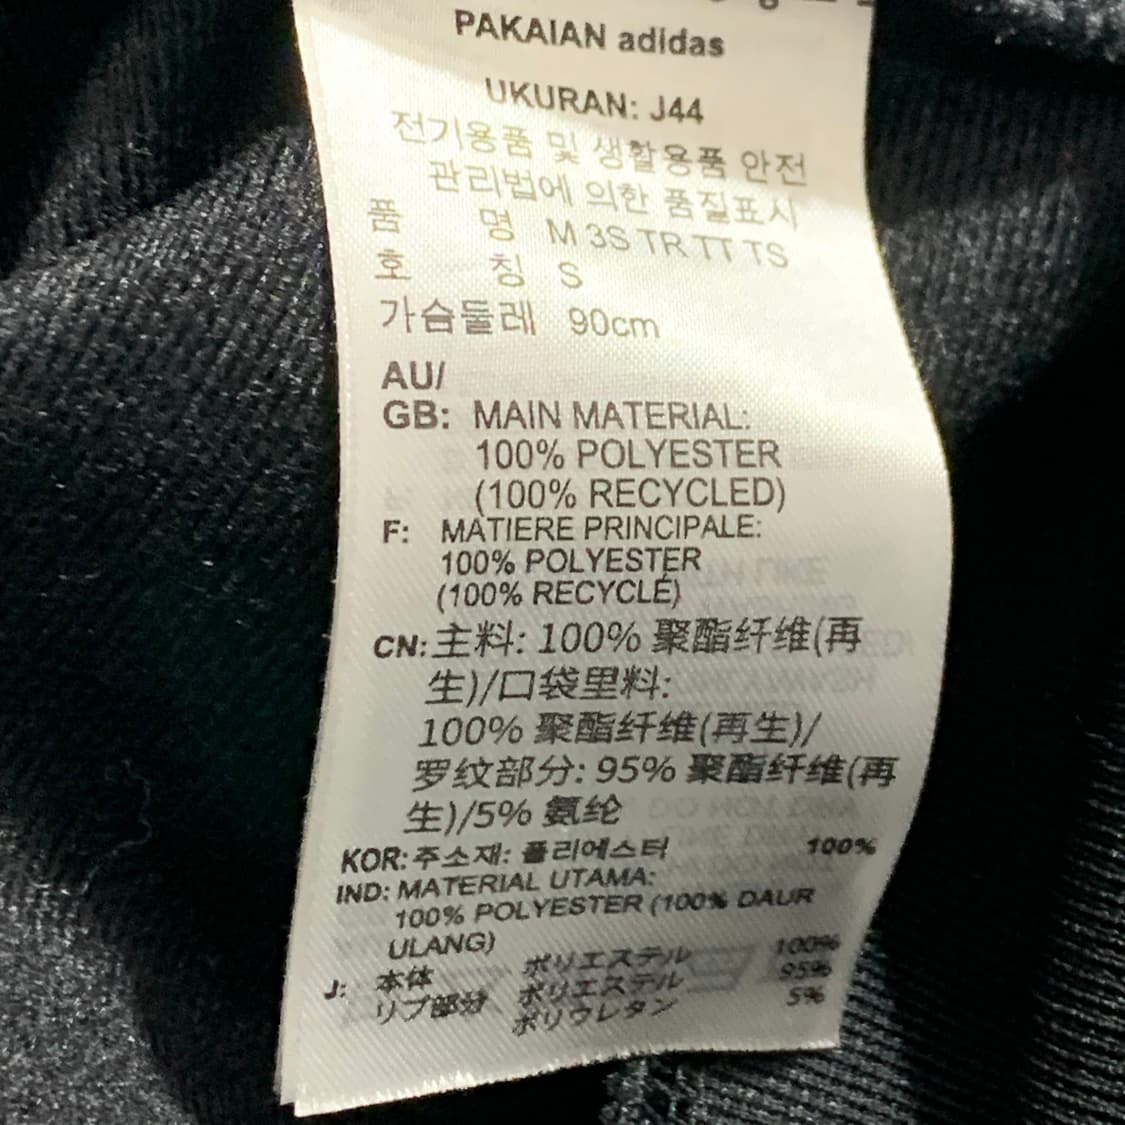 PAKAIAN adidas
UKURAN: J44
전기용품 및 생활용품 안전
관리법에 의한 품질표시
품 명 M 3S TR TT TS
호 칭 S
가슴둘레 90cm
AU/
GB: MAIN MATERIAL:
100% POLYESTER
(100% RECYCLED)
F: MATIERE PRINCIPALE:
100% POLYESTER
(100% RECYCLÉ)
CN: 主料: 100% 聚酯纤维(再
生)/口袋里料:
100% 聚酯纤维(再生)/
罗纹部分: 95% 聚酯纤维(再
生)/5% 氨纶
KOR: 주소재: 폴리에스터 100%
IND: MATERIAL UTAMA:
100% POLYESTER (100% DAUR
ULANG)
J: 本体 ポリエステル 100%
リブ部分 ポリエステル 95%
ポリウレタン 5%